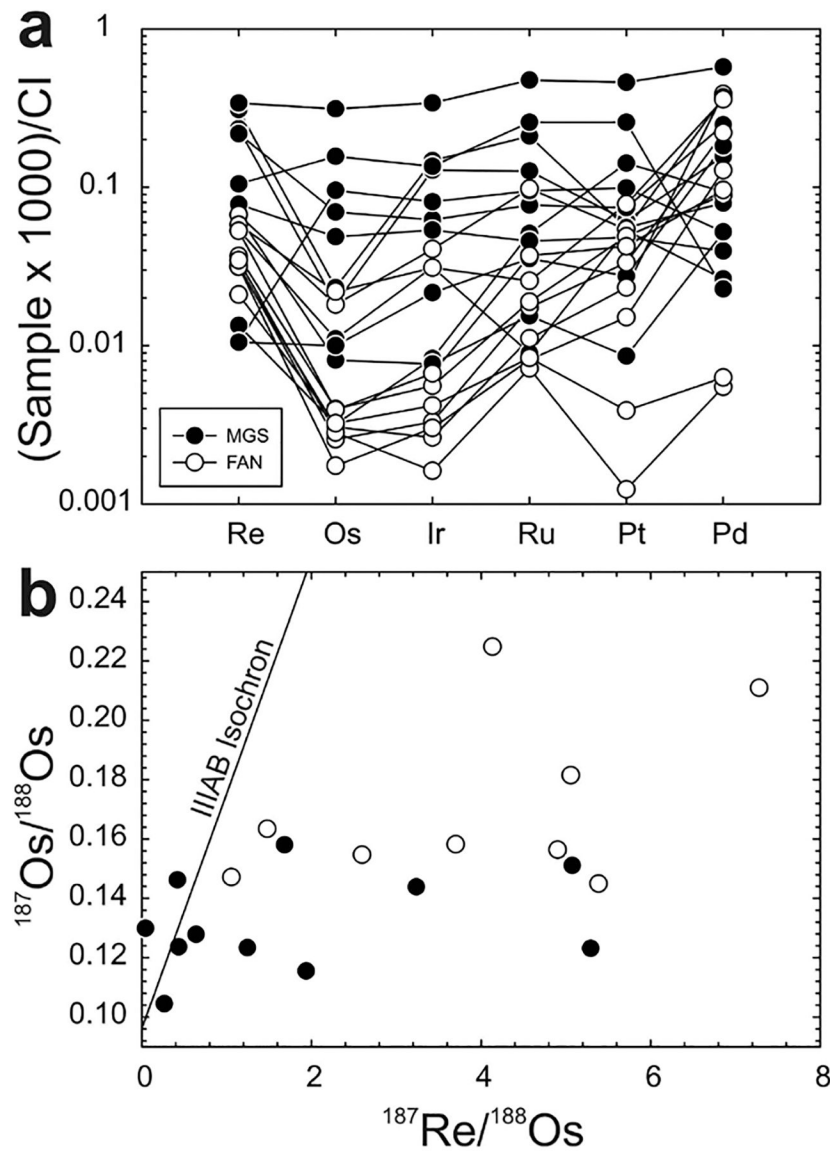 a
1
0.1
0.01
0.001
(Sample x 1000)/CI
MGS
FAN
Re Os Ir Ru Pt Pd
b
0.24
0.22
0.20
0.18
0.16
0.14
0.12
0.10
187Os/188Os
IIIAB Isochron
0 2 4 6 8
187Re/188Os